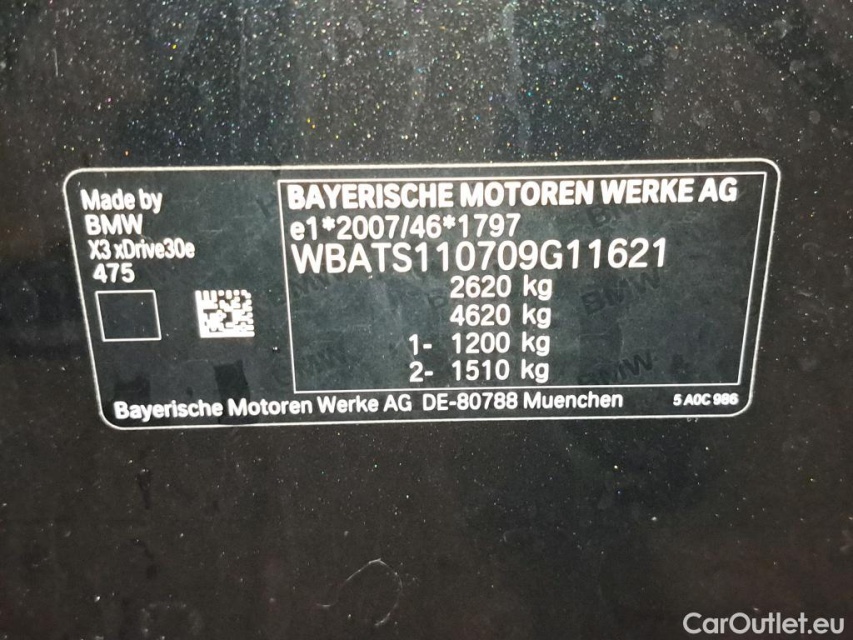 Made by
BMW
X3 xDrive30e
475
BAYERISCHE MOTOREN WERKE AG
e1*2007/46*1797
WBATS110709G11621
2620 kg
4620 kg
1- 1200 kg
2- 1510 kg
Bayerische Motoren Werke AG DE-80788 Muenchen
5 A0C 986
CarOutlet.eu